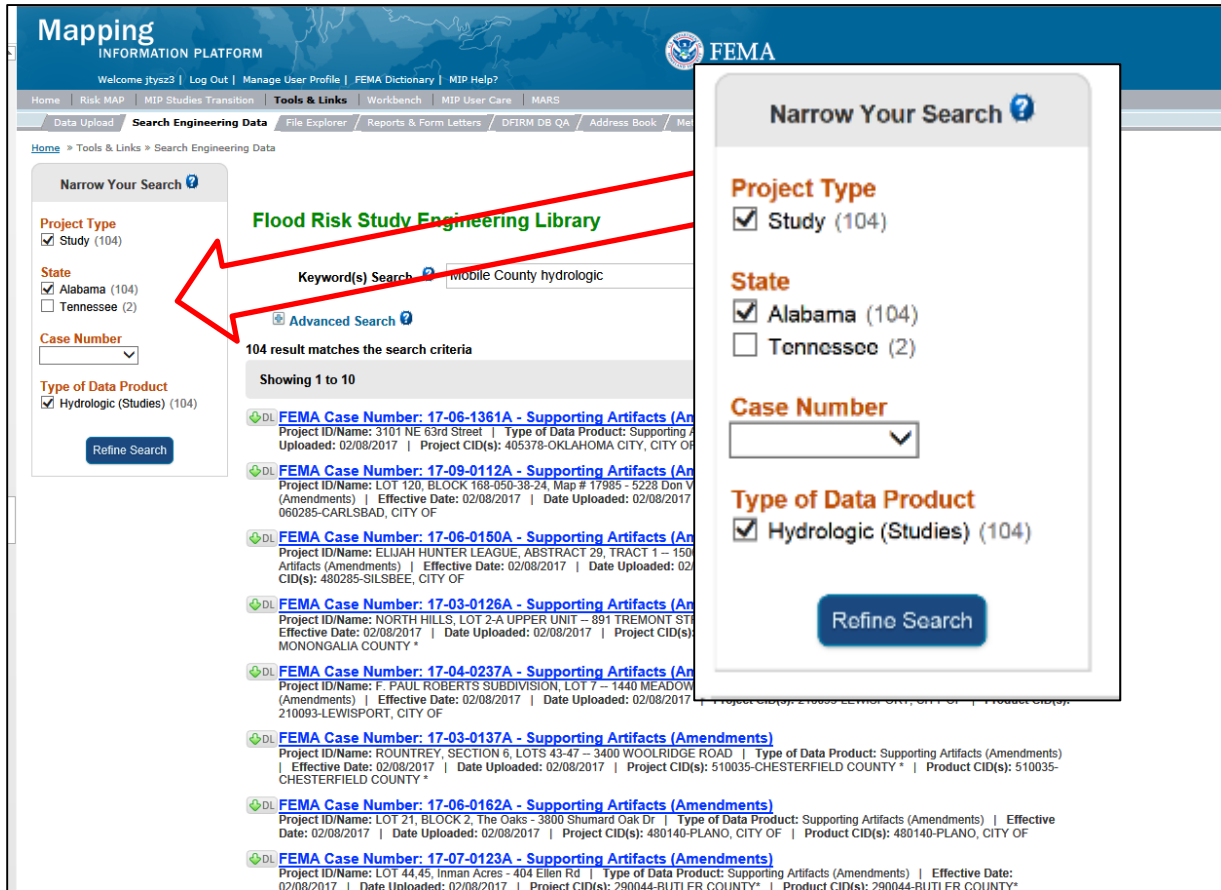 Mapping
INFORMATION PLATFORM
FEMA
Welcome jtysz3 | Log Out | Manage User Profile | FEMA Dictionary | MIP Help?
Home | Risk MAP | MIP Studies Transition | Tools & Links | Workbench | MIP User Care | MARS
Data Upload / Search Engineering Data / File Explorer / Reports & Form Letters / DFIRM DB QA / Address Book / Met
Home » Tools & Links » Search Engineering Data
Narrow Your Search ?
Project Type
Study (104)
State
Alabama (104)
Tennessee (2)
Case Number
Type of Data Product
Hydrologic (Studies) (104)
Refine Search
Flood Risk Study Engineering Library
Keyword(s) Search ? Mobile County hydrologic
Advanced Search ?
104 result matches the search criteria
Showing 1 to 10
DL FEMA Case Number: 17-06-1361A - Supporting Artifacts (Am
Project ID/Name: 3101 NE 63rd Street | Type of Data Product: Supporting A
Uploaded: 02/08/2017 | Project CID(s): 405378-OKLAHOMA CITY, CITY OF
DL FEMA Case Number: 17-09-0112A - Supporting Artifacts (Am
Project ID/Name: LOT 120, BLOCK 168-050-38-24, Map # 17985 - 5228 Don V
(Amendments) | Effective Date: 02/08/2017 | Date Uploaded: 02/08/2017
060285-CARLSBAD, CITY OF
DL FEMA Case Number: 17-06-0150A - Supporting Artifacts (Am
Project ID/Name: ELIJAH HUNTER LEAGUE, ABSTRACT 29, TRACT 1 -- 150
Artifacts (Amendments) | Effective Date: 02/08/2017 | Date Uploaded: 02/
CID(s): 480285-SILSBEE, CITY OF
DL FEMA Case Number: 17-03-0126A - Supporting Artifacts (Am
Project ID/Name: NORTH HILLS, LOT 2-A UPPER UNIT -- 891 TREMONT STR
Effective Date: 02/08/2017 | Date Uploaded: 02/08/2017 | Project CID(s):
MONONGALIA COUNTY *
DL FEMA Case Number: 17-04-0237A - Supporting Artifacts (Am
Project ID/Name: F. PAUL ROBERTS SUBDIVISION, LOT 7 -- 1440 MEADOW
(Amendments) | Effective Date: 02/08/2017 | Date Uploaded: 02/08/2017 | Project CID(s): 210093-LEWISPORT, CITY OF | Product CID(s):
210093-LEWISPORT, CITY OF
DL FEMA Case Number: 17-03-0137A - Supporting Artifacts (Amendments)
Project ID/Name: ROUNTREY, SECTION 6, LOTS 43-47 -- 3400 WOOLRIDGE ROAD | Type of Data Product: Supporting Artifacts (Amendments)
| Effective Date: 02/08/2017 | Date Uploaded: 02/08/2017 | Project CID(s): 510035-CHESTERFIELD COUNTY * | Product CID(s): 510035-
CHESTERFIELD COUNTY *
DL FEMA Case Number: 17-06-0162A - Supporting Artifacts (Amendments)
Project ID/Name: LOT 21, BLOCK 2, The Oaks - 3800 Shumard Oak Dr | Type of Data Product: Supporting Artifacts (Amendments) | Effective
Date: 02/08/2017 | Date Uploaded: 02/08/2017 | Project CID(s): 480140-PLANO, CITY OF | Product CID(s): 480140-PLANO, CITY OF
DL FEMA Case Number: 17-07-0123A - Supporting Artifacts (Amendments)
Project ID/Name: LOT 44,45, Inman Acres - 404 Ellen Rd | Type of Data Product: Supporting Artifacts (Amendments) | Effective Date:
02/08/2017 | Date Uploaded: 02/08/2017 | Project CID(s): 290044-BUTLER COUNTY* | Product CID(s): 290044-BUTLER COUNTY*
Narrow Your Search ?
Project Type
Study (104)
State
Alabama (104)
Tennessee (2)
Case Number
Type of Data Product
Hydrologic (Studies) (104)
Refine Search